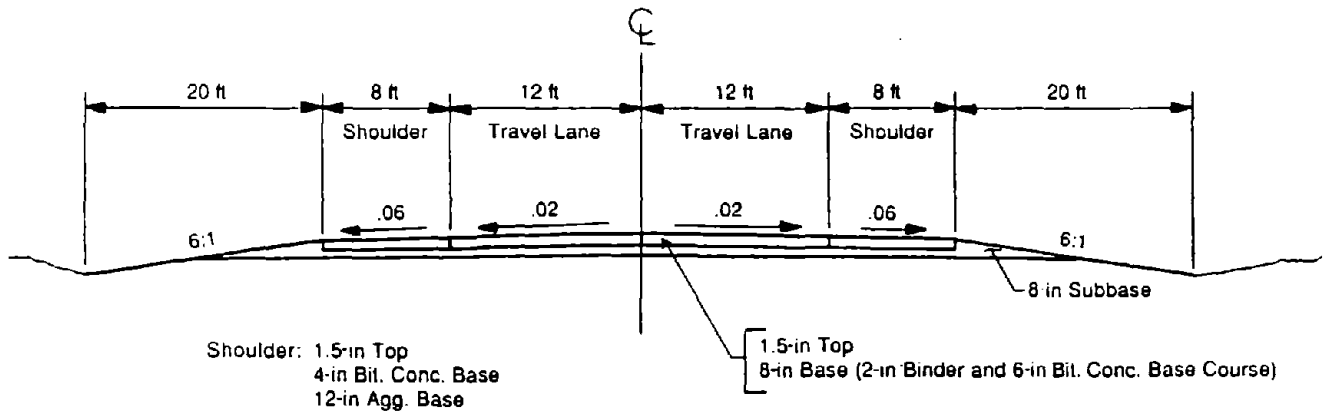 CL
20 ft 8 ft 12 ft 12 ft 8 ft 20 ft
Shoulder Travel Lane Travel Lane Shoulder
.06 .02 .02 .06
6:1 6:1
8-in Subbase
Shoulder: 1.5-in Top
4-in Bit. Conc. Base
12-in Agg. Base
1.5-in Top
8-in Base (2-in Binder and 6-in Bit. Conc. Base Course)